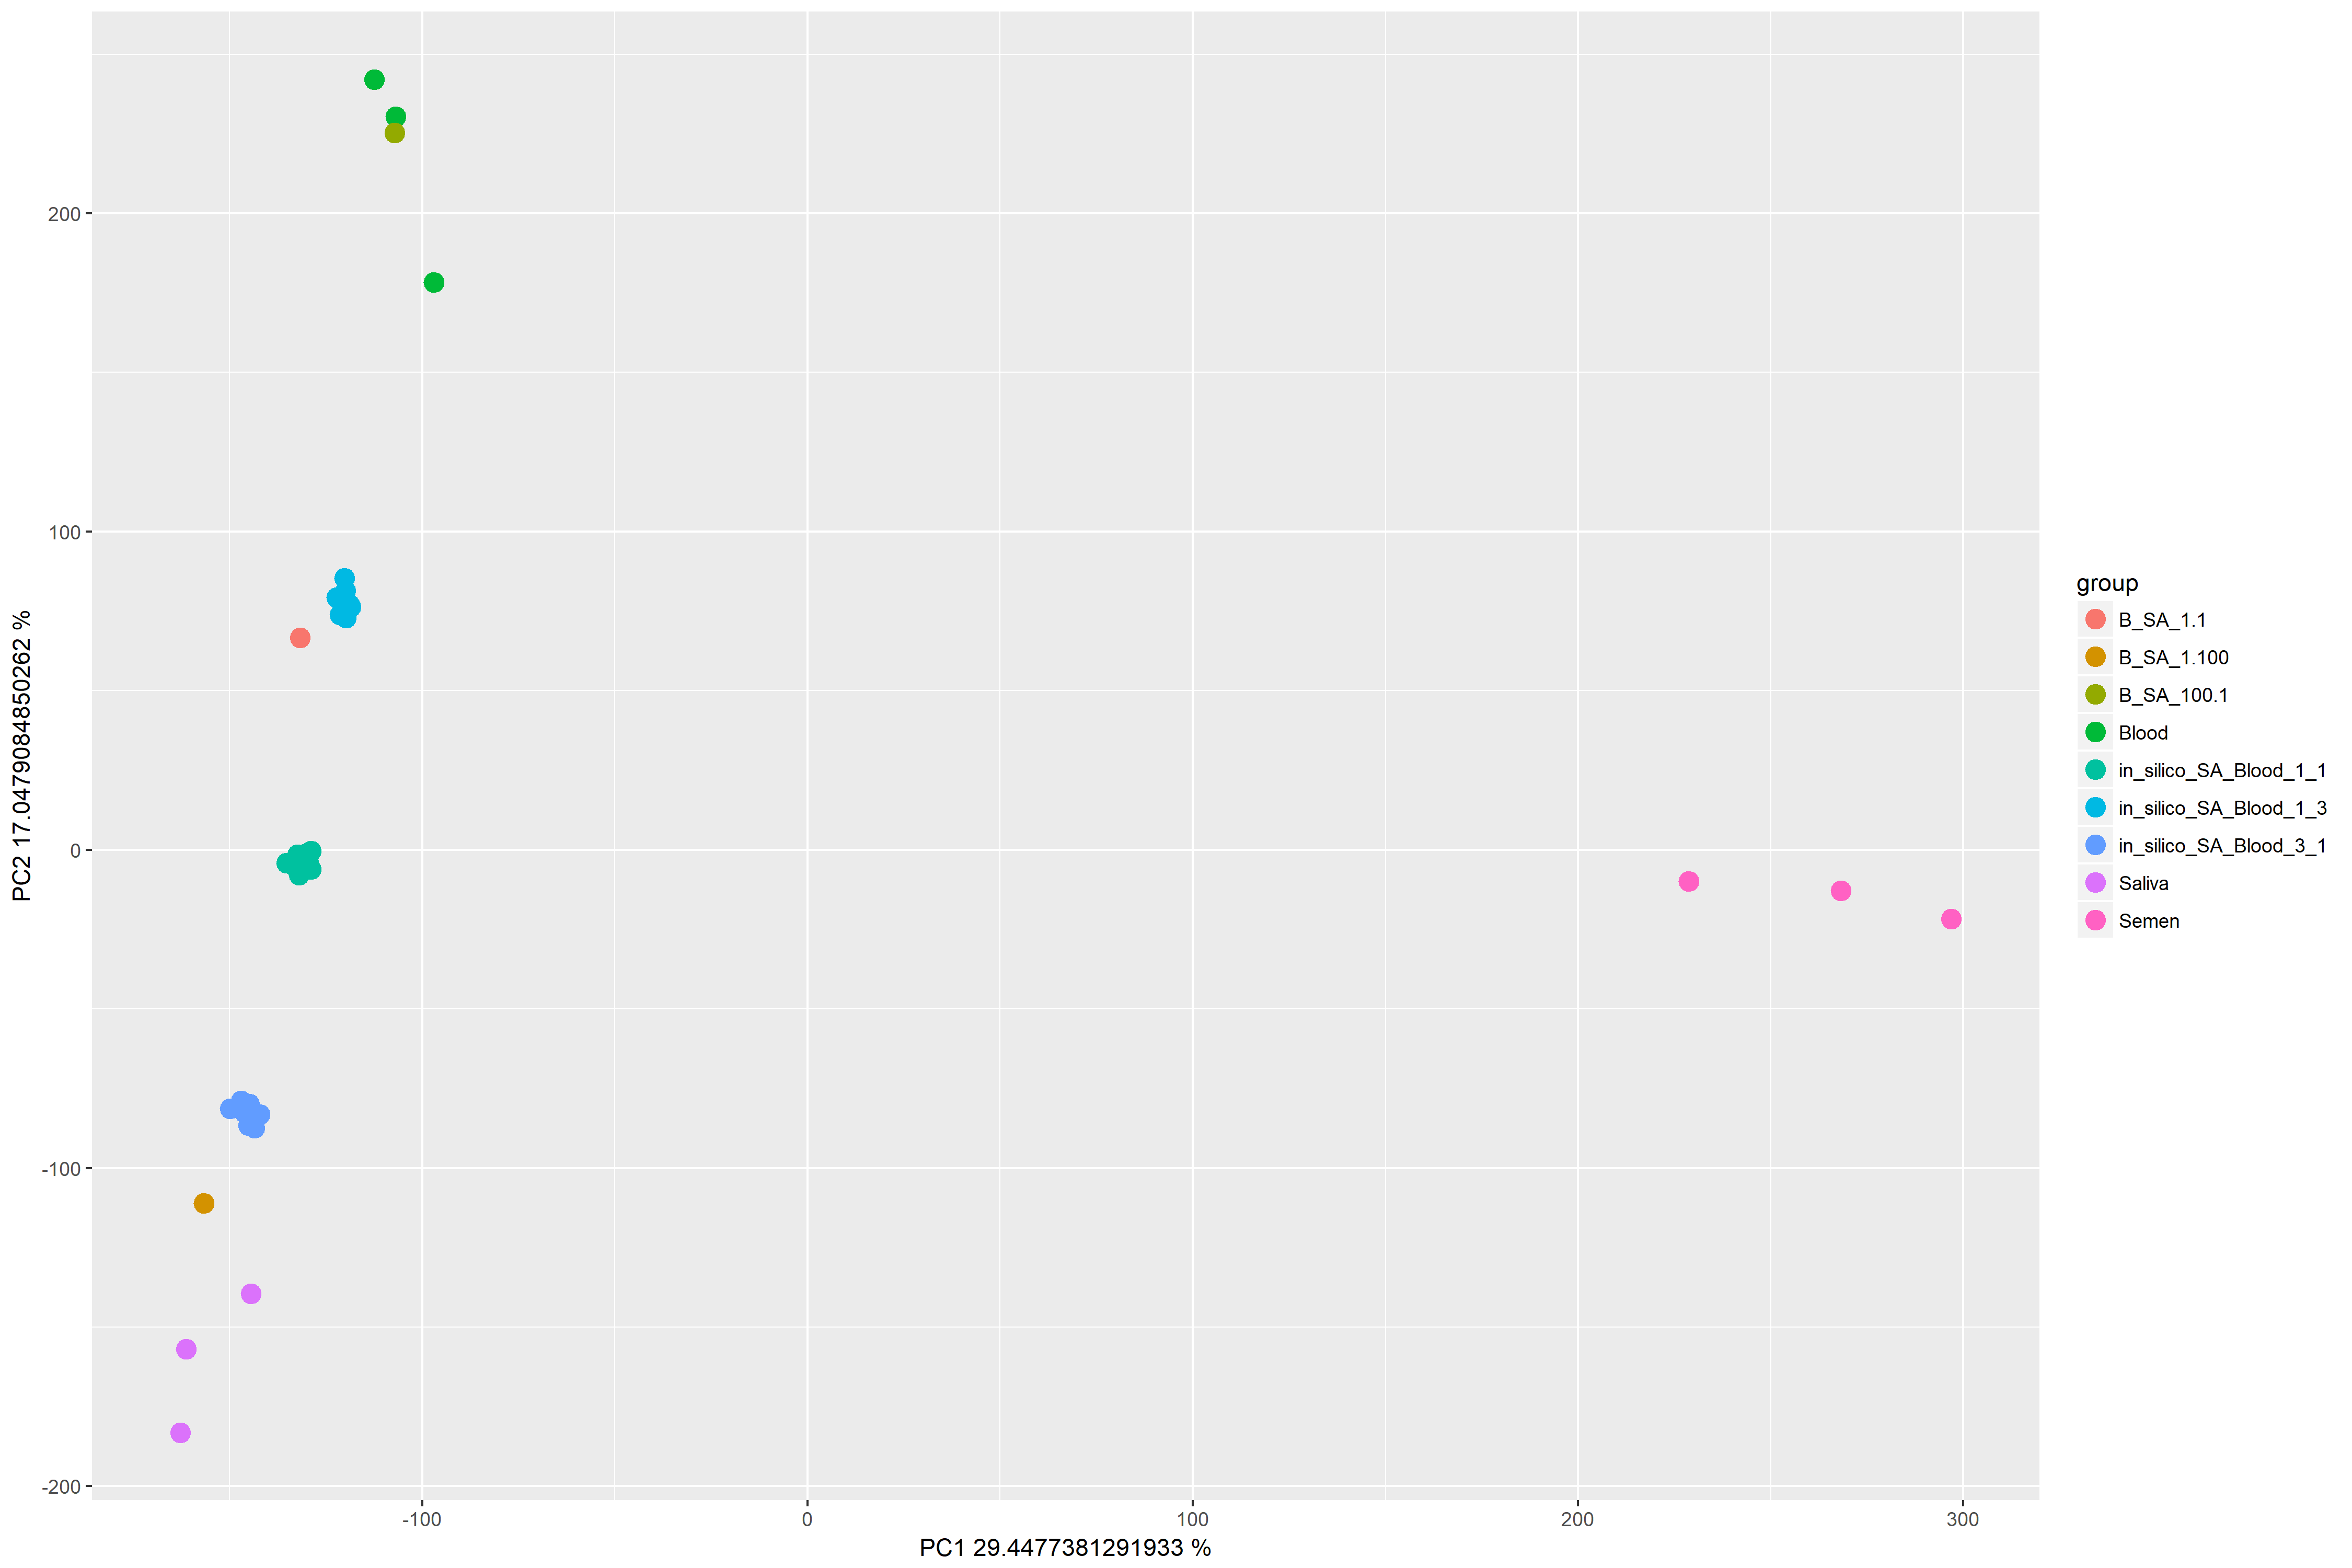 PC2 17.0479084850262 %
200
100
0
-100
-200
-100
0
100
200
300
PC1 29.4477381291933 %
group
B_SA_1.1
B_SA_1.100
B_SA_100.1
Blood
in_silico_SA_Blood_1_1
in_silico_SA_Blood_1_3
in_silico_SA_Blood_3_1
Saliva
Semen